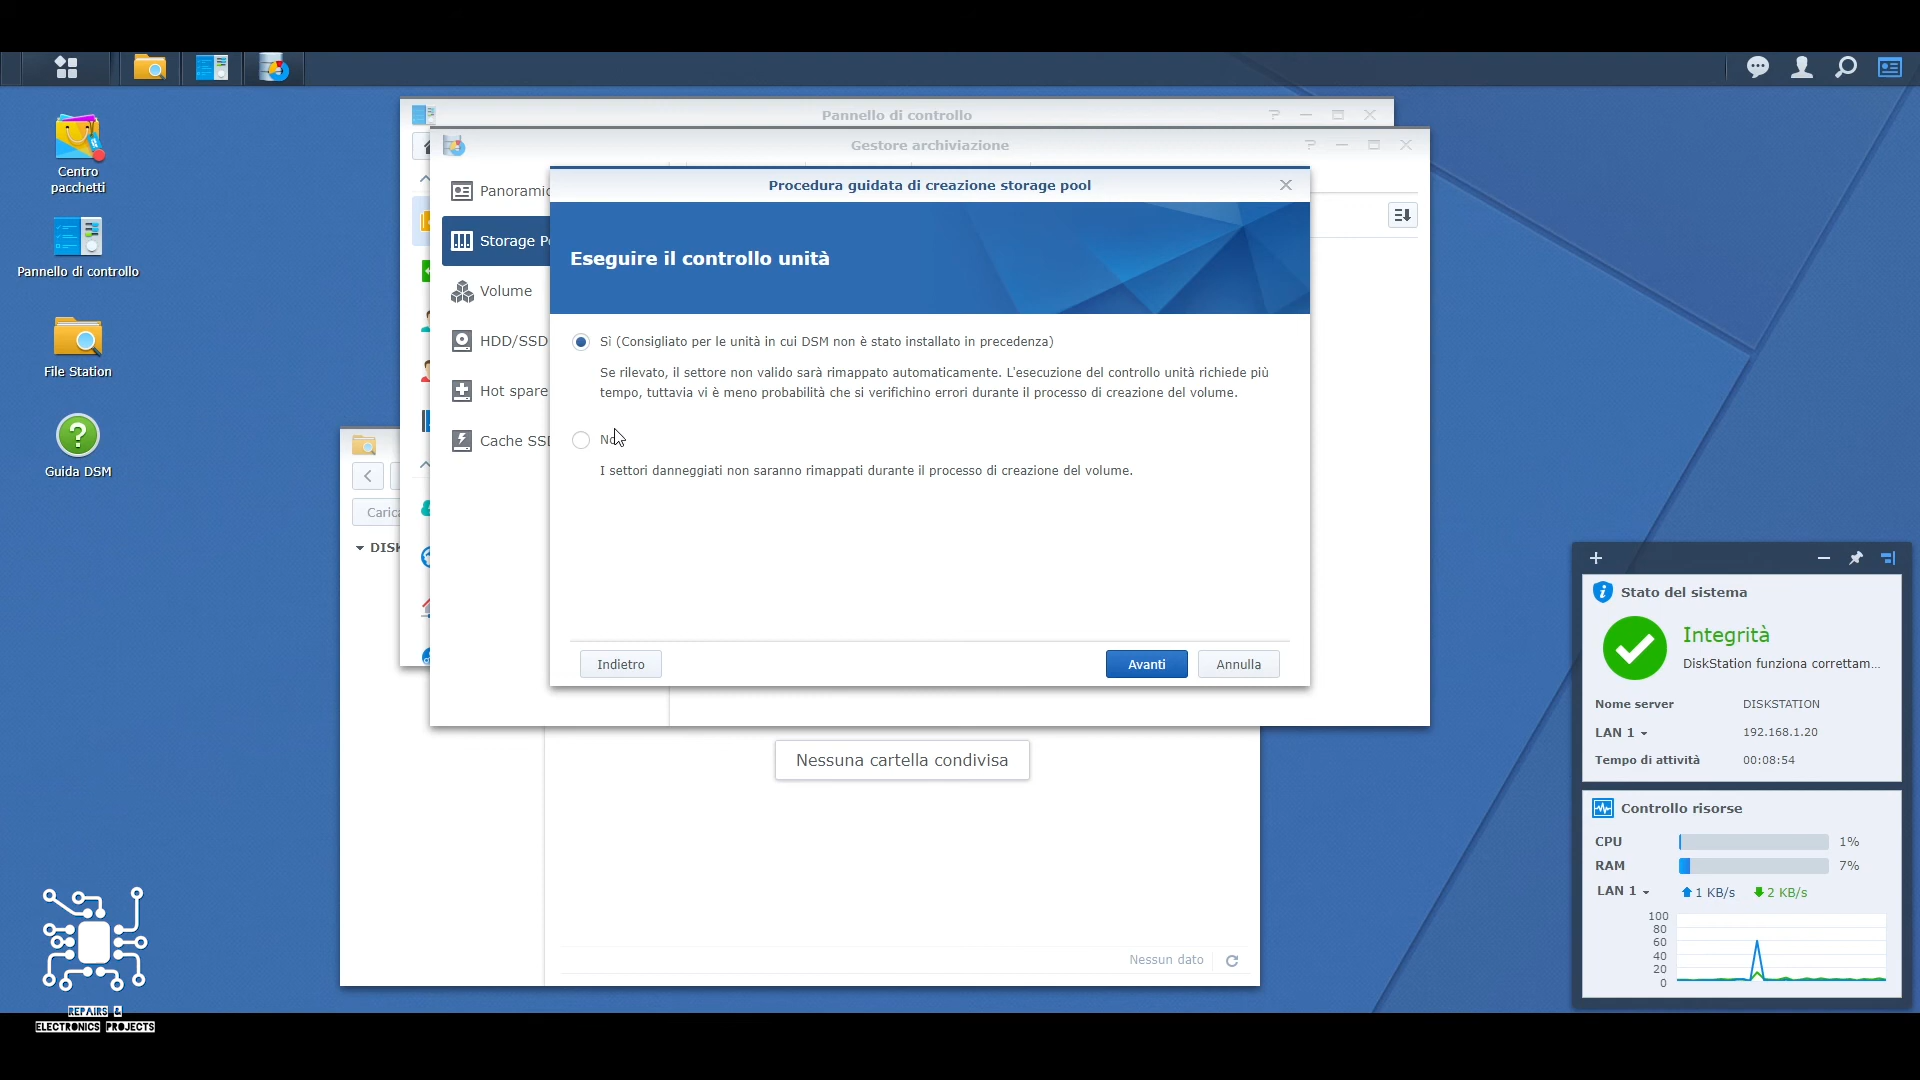 Centro
pacchetti
Pannello di controllo
File Station
Guida DSM
Pannello di controllo
Gestore archiviazione
Panoramic
Storage Po
Volume
HDD/SSD
Hot spare
Cache SSD
Procedura guidata di creazione storage pool
Eseguire il controllo unità
Sì (Consigliato per le unità in cui DSM non è stato installato in precedenza)
Se rilevato, il settore non valido sarà rimappato automaticamente. L'esecuzione del controllo unità richiede più
tempo, tuttavia vi è meno probabilità che si verifichino errori durante il processo di creazione del volume.
No
I settori danneggiati non saranno rimappati durante il processo di creazione del volume.
Indietro
Avanti
Annulla
Carica
DISK
Nessuna cartella condivisa
Nessun dato
Stato del sistema
Integrità
DiskStation funziona correttam...
Nome server DISKSTATION
LAN 1 192.168.1.20
Tempo di attività 00:08:54
Controllo risorse
CPU 1%
RAM 7%
LAN 1 1 KB/s 2 KB/s
100
80
60
40
20
0
REPAIRS &
ELECTRONICS PROJECTS